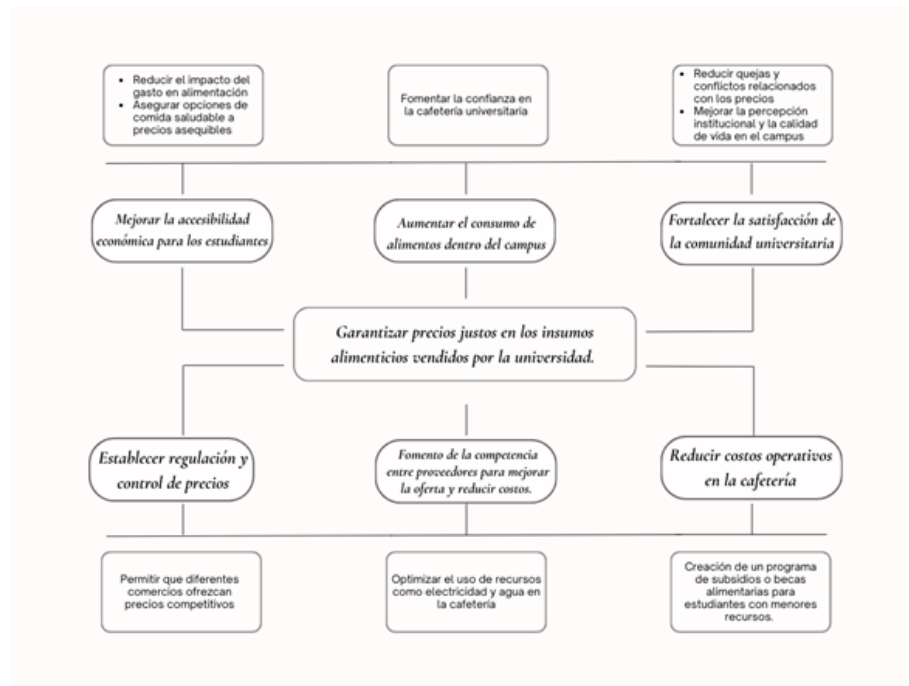 • Reducir el impacto del
gasto en alimentación
• Asegurar opciones de
comida saludable a
precios asequibles
Fomentar la confianza en
la cafetería universitaria
• Reducir quejas y
conflictos relacionados
con los precios
• Mejorar la percepción
institucional y la calidad
de vida en el campus
Mejorar la accesibilidad
económica para los estudiantes
Aumentar el consumo de
alimentos dentro del campus
Fortalecer la satisfacción de
la comunidad universitaria
Garantizar precios justos en los insumos
alimenticios vendidos por la universidad.
Establecer regulación y
control de precios
Fomento de la competencia
entre proveedores para mejorar
la oferta y reducir costos.
Reducir costos operativos
en la cafetería
Permitir que diferentes
comercios ofrezcan
precios competitivos
Optimizar el uso de recursos
como electricidad y agua en
la cafetería
Creación de un programa
de subsidios o becas
alimentarias para
estudiantes con menores
recursos.